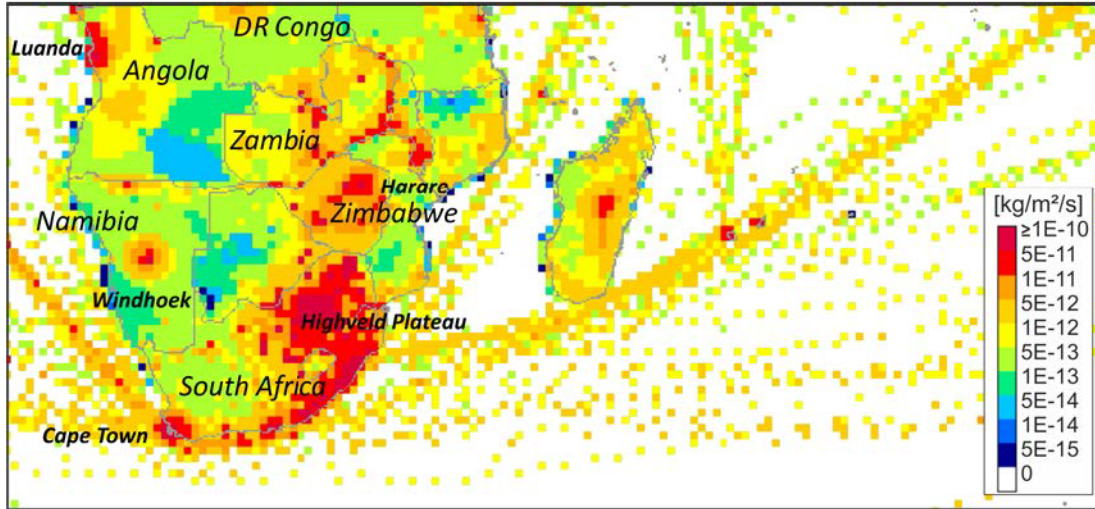 DR Congo
Luanda
Angola
Zambia
Harare
Zimbabwe
Namibia
Windhoek
Highveld Plateau
South Africa
Cape Town
[kg/m²/s]
≥1E-10
5E-11
1E-11
5E-12
1E-12
5E-13
1E-13
5E-14
1E-14
5E-15
0